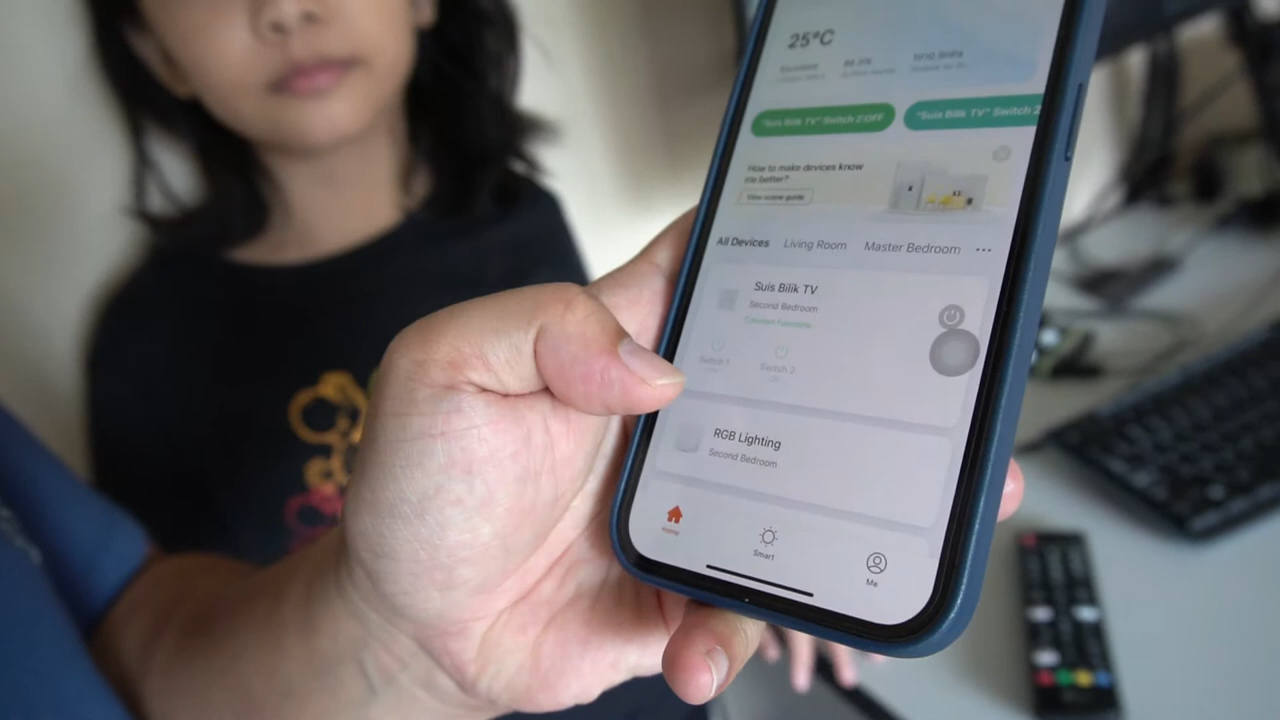 25°C
"Suis Bilik TV" Switch 2:OFF
"Suis Bilik TV" Switch 2
How to make devices know
me better?
View scene guide
All Devices
Living Room
Master Bedroom
Suis Bilik TV
Second Bedroom
Switch 1
Switch 2
RGB Lighting
Second Bedroom
Home
Smart
Me